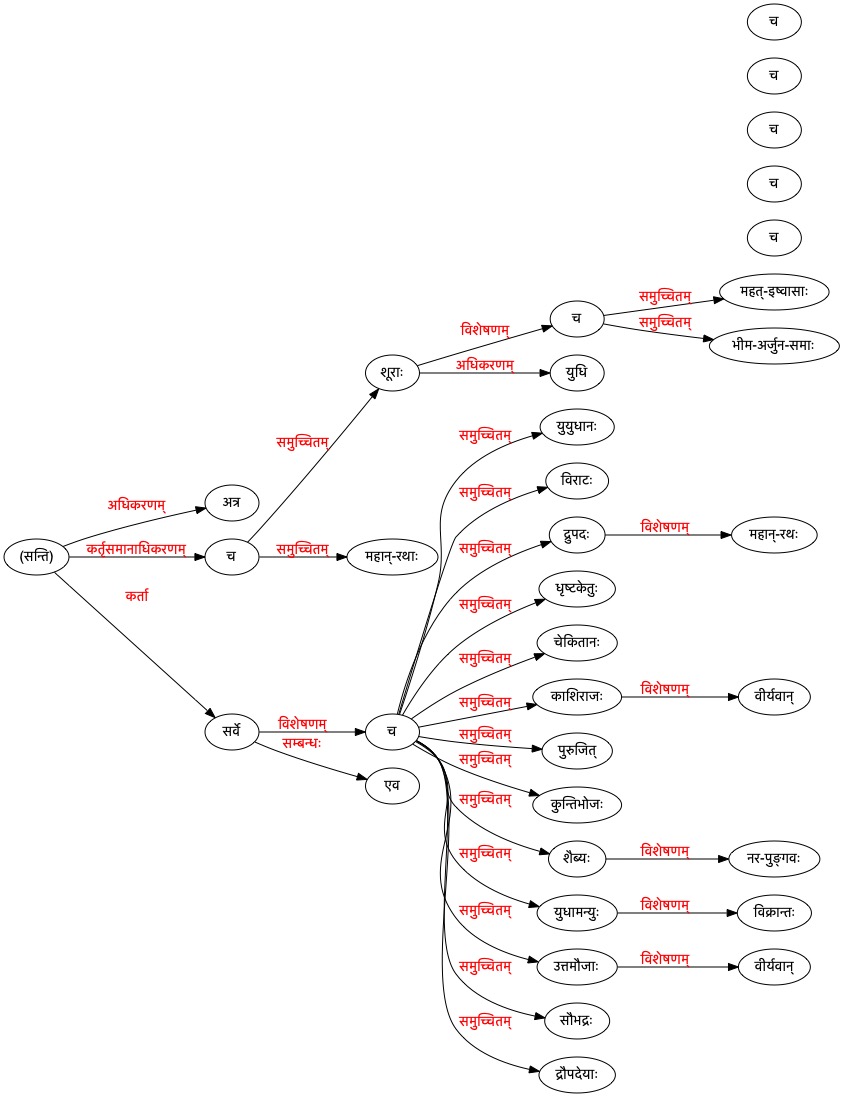 च
च
च
च
च
महत्-इष्वासाः
समुच्चितम्
च
समुच्चितम्
विशेषणम्
भीम-अर्जुन-समाः
शूराः
अधिकरणम्
युधि
युयुधानः
समुच्चितम्
समुच्चितम्
विराटः
समुच्चितम्
अत्र
अधिकरणम्
द्रुपदः
विशेषणम्
महान्-रथः
समुच्चितम्
(सन्ति)
कर्तृसमानाधिकरणम्
च
समुच्चितम्
महान्-रथाः
धृष्टकेतुः
कर्ता
समुच्चितम्
चेकितानः
समुच्चितम्
काशिराजः
विशेषणम्
वीर्यवान्
समुच्चितम्
सर्वे
विशेषणम्
च
समुच्चितम्
पुरुजित्
सम्बन्धः
समुच्चितम्
एव
समुच्चितम्
कुन्तिभोजः
समुच्चितम्
शैब्यः
विशेषणम्
नर-पुङ्गवः
समुच्चितम्
युधामन्युः
विशेषणम्
विक्रान्तः
समुच्चितम्
उत्तमौजाः
विशेषणम्
वीर्यवान्
समुच्चितम्
सौभद्रः
द्रौपदेयाः